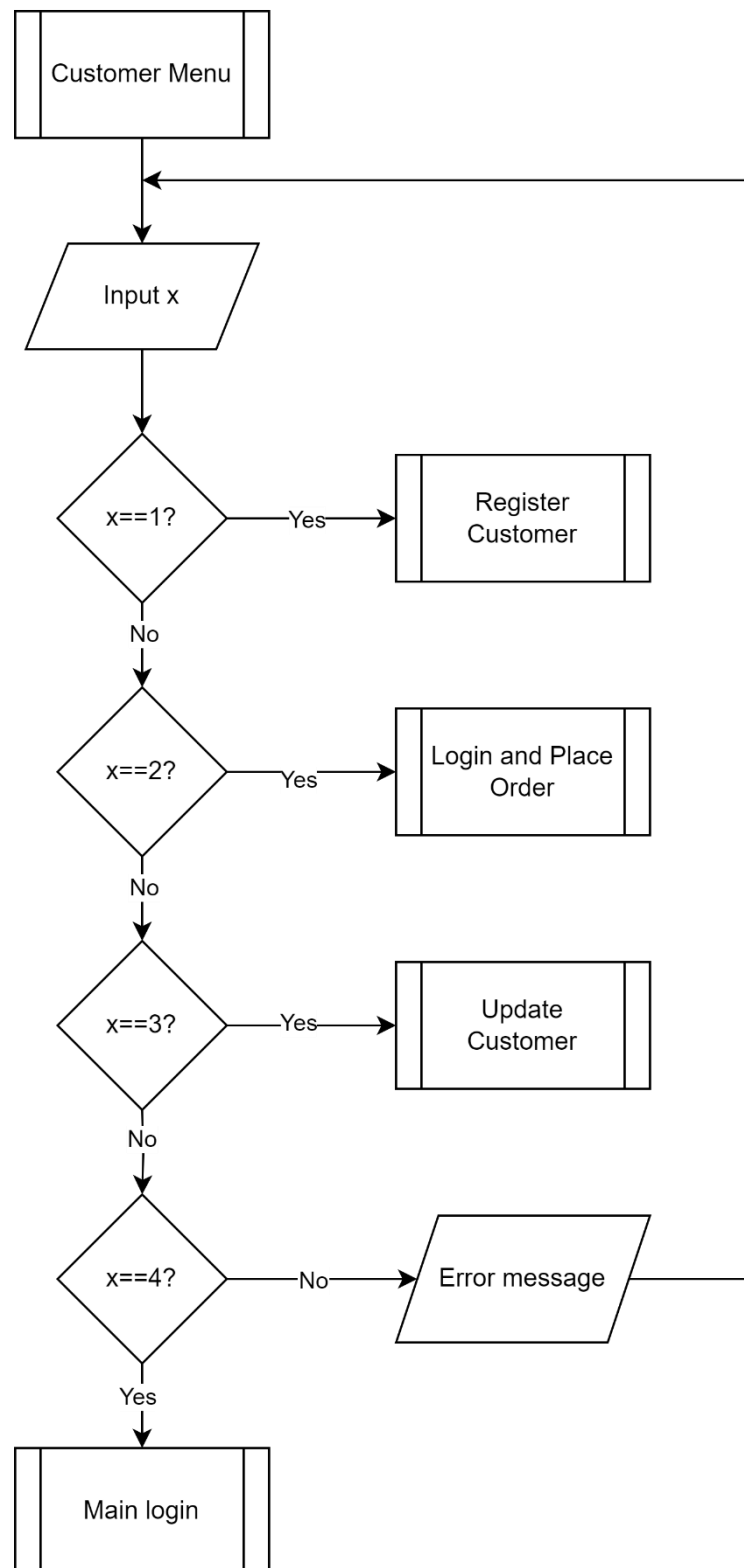 Customer Menu
Input x
x==1?
Yes
Register
Customer
No
x==2?
Yes
Login and Place
Order
No
x==3?
Yes
Update
Customer
No
x==4?
No
Error message
Yes
Main login